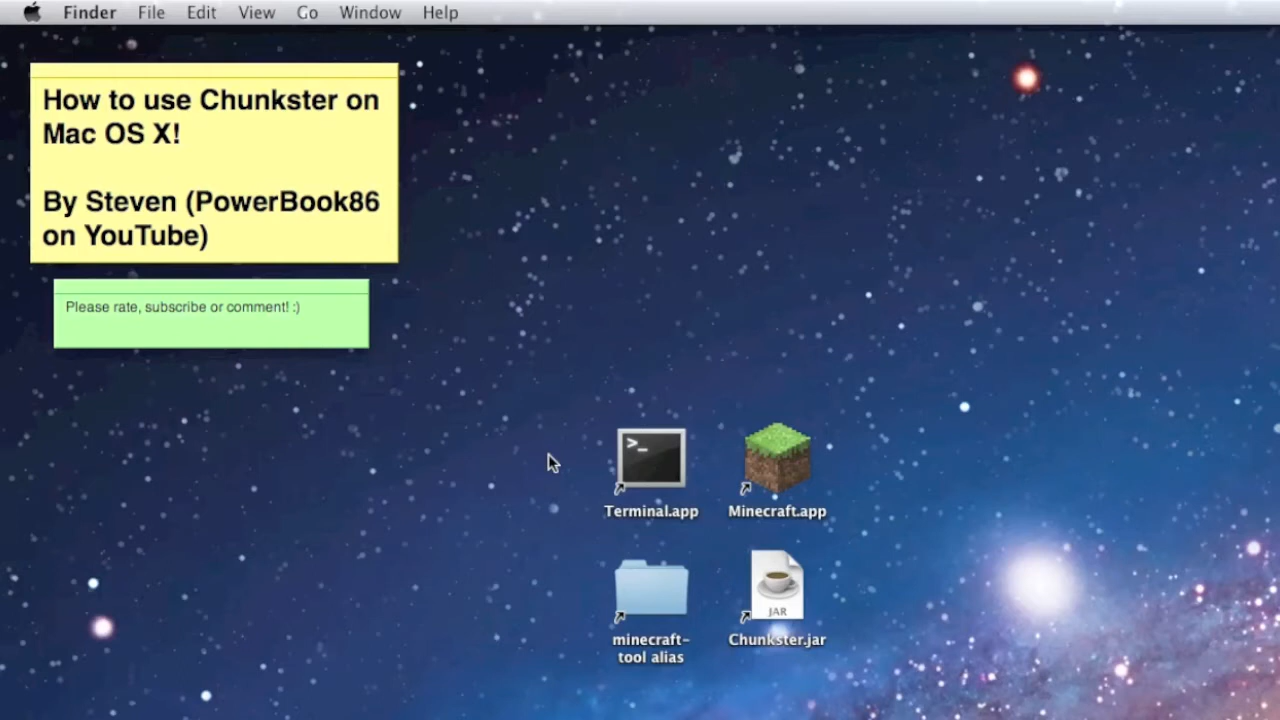 Finder File Edit View Go Window Help
How to use Chunkster on
Mac OS X!
By Steven (PowerBook86
on YouTube)
Please rate, subscribe or comment! :)
>_
Terminal.app
Minecraft.app
JAR
minecraft-
tool alias
Chunkster.jar